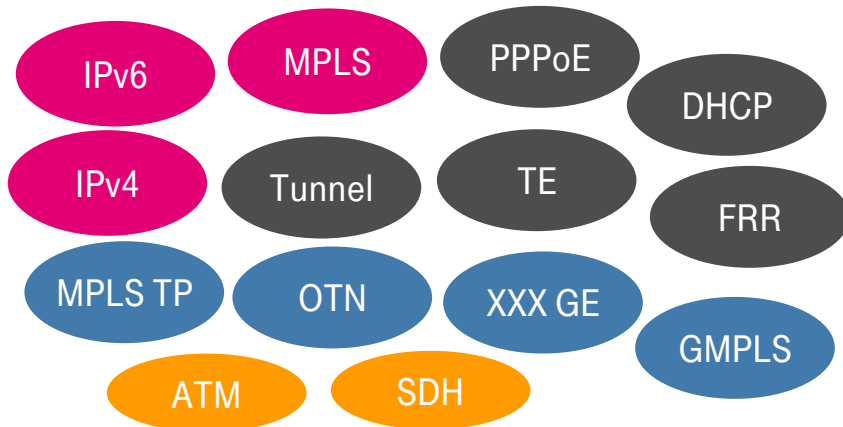 IPv6
MPLS
PPPoE
DHCP
IPv4
Tunnel
TE
FRR
MPLS TP
OTN
XXX GE
GMPLS
ATM
SDH